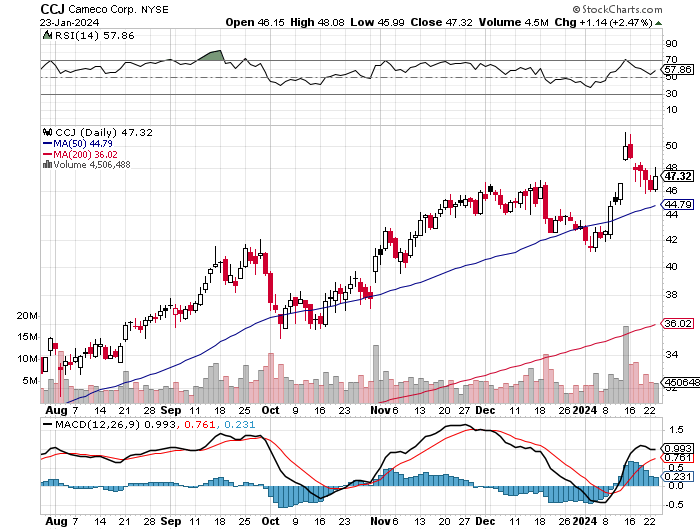 CCJ Cameco Corp. NYSE © StockCharts.com
23-Jan-2024 Open 46.15 High 48.08 Low 45.99 Close 47.32 Volume 4.5M Chg +1.14 (+2.47%)
RSI(14) 57.86
90
70
57.86
50
30
10
CCJ (Daily) 47.32
MA(50) 44.79
MA(200) 36.02
Volume 4,506,488
50
48
47.32
46
44.79
44
42
40
38
36.02
34
4506488
32
20M
15M
10M
5M
Aug 7 14 21 28 Sep 11 18 25 Oct 9 16 23 Nov 6 13 20 27 Dec 11 18 26 2024 8 16 22
MACD(12,26,9) 0.993, 0.761, 0.231
1.5
0.993
0.761
0.5
0.231
0.0
-0.5
Aug 7 14 21 28 Sep 11 18 25 Oct 9 16 23 Nov 6 13 20 27 Dec 11 18 26 2024 8 16 22